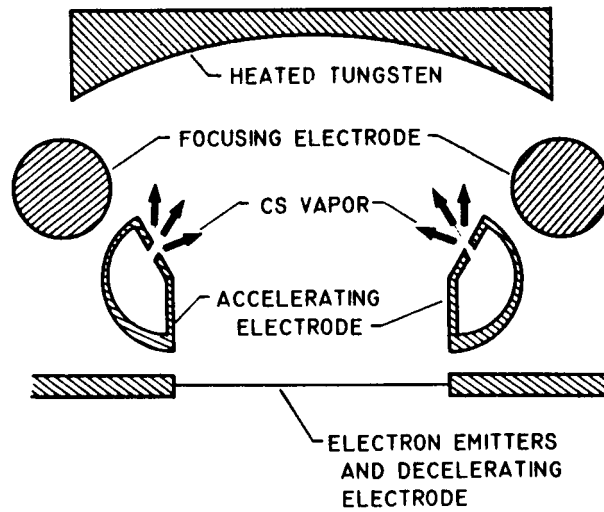 HEATED TUNGSTEN
FOCUSING ELECTRODE
CS VAPOR
ACCELERATING
ELECTRODE
ELECTRON EMITTERS
AND DECELERATING
ELECTRODE